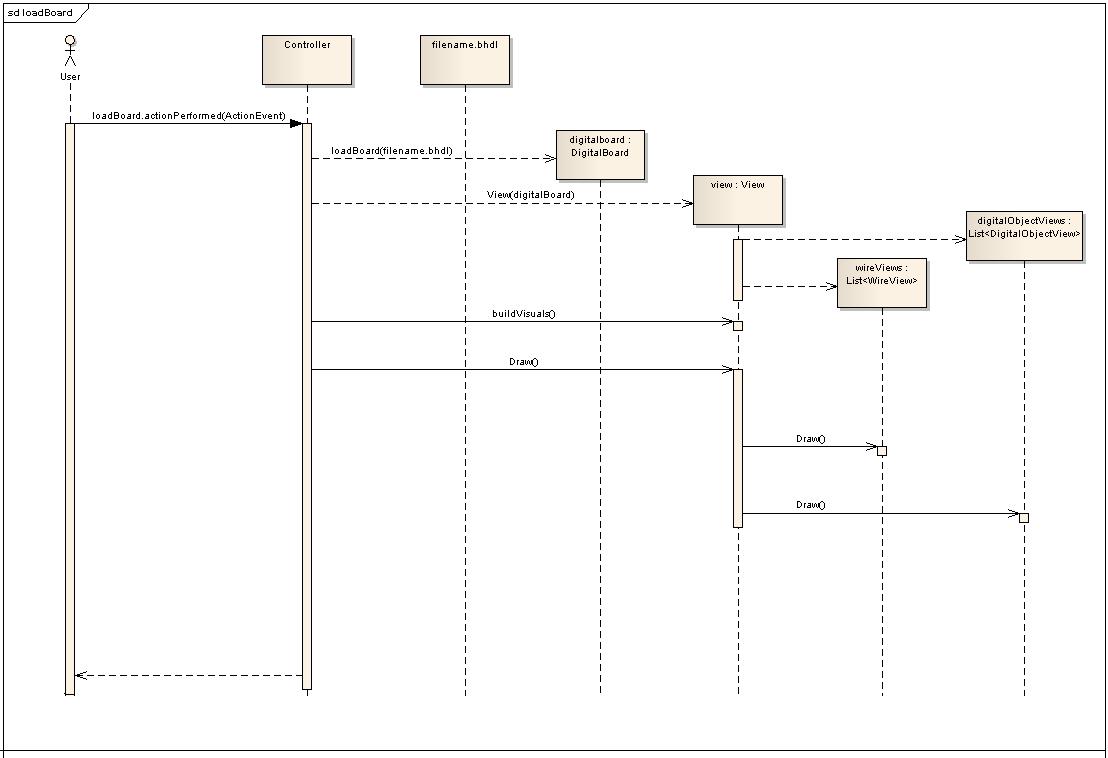 sd loadBoard
User
Controller
filename.bhdl
loadBoard.actionPerformed(ActionEvent)
digitalboard :
DigitalBoard
loadBoard(filename.bhdl)
view : View
View(digitalBoard)
digitalObjectViews :
List<DigitalObjectView>
wireViews :
List<WireView>
buildVisuals()
Draw()
Draw()
Draw()